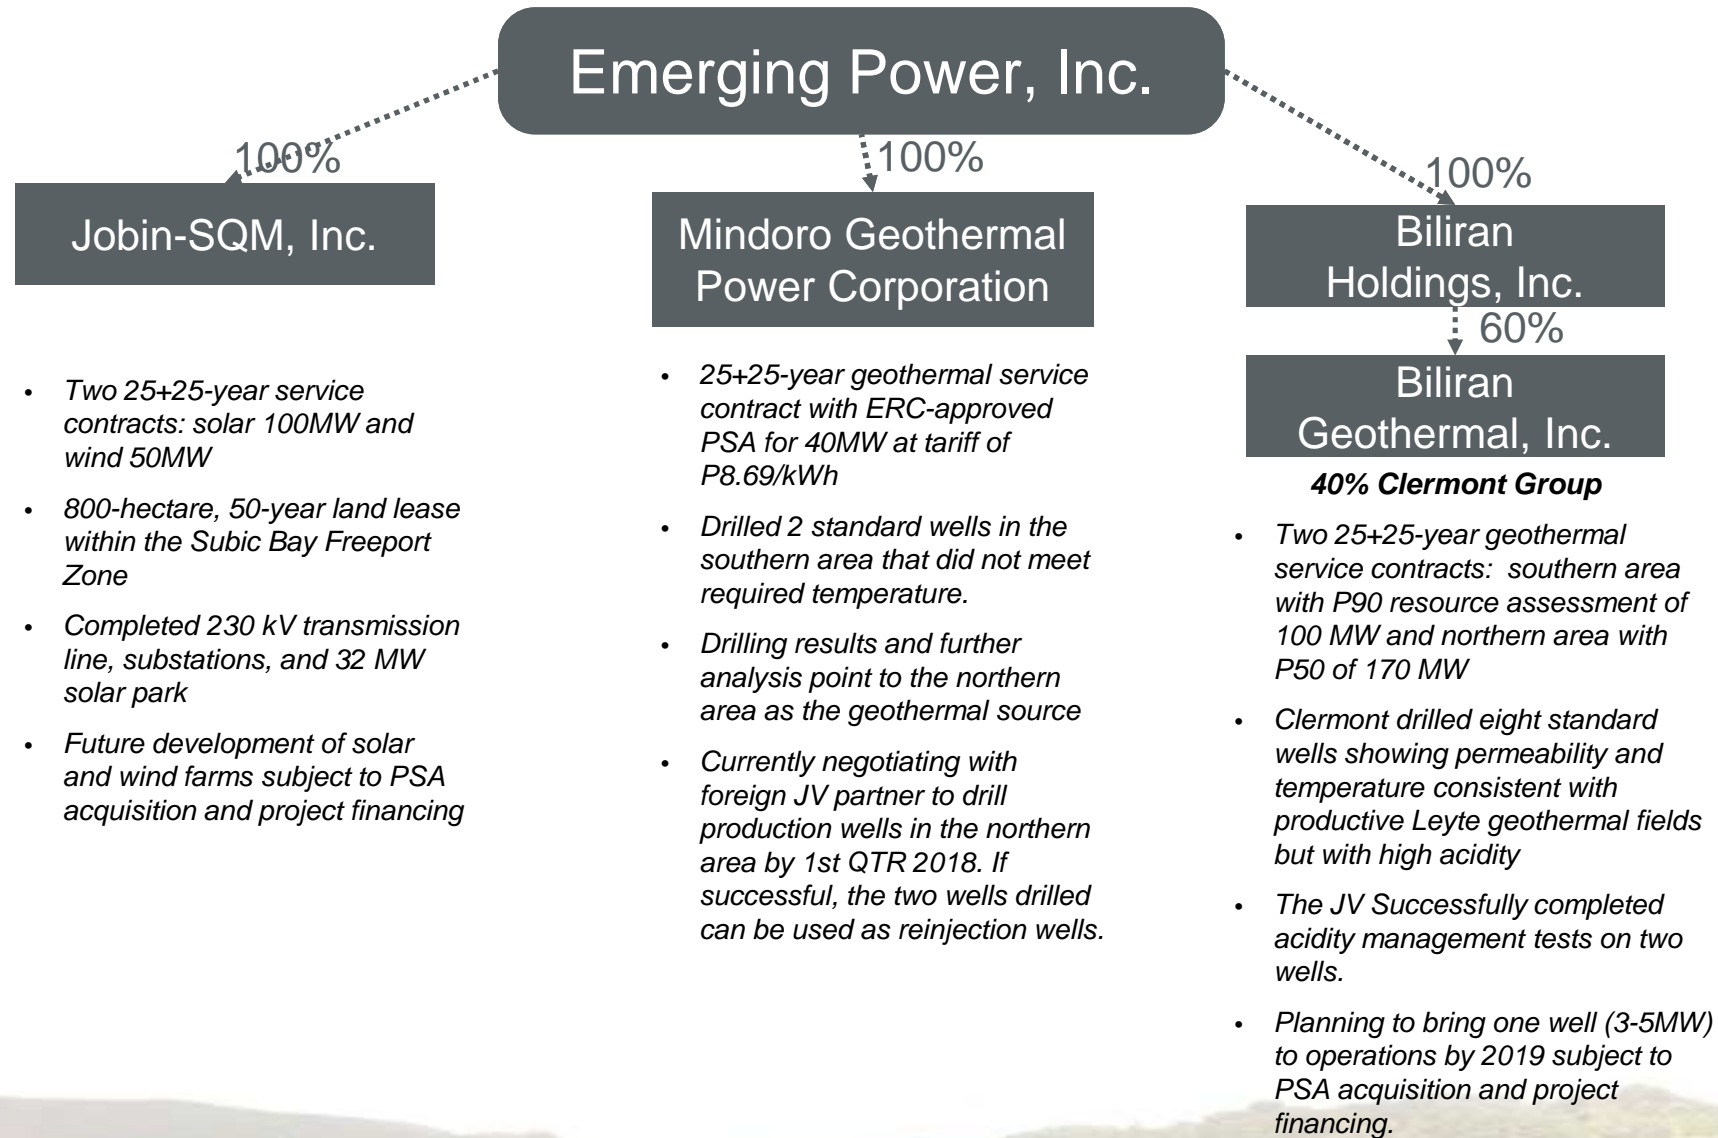 Emerging Power, Inc.
100%
Jobin-SQM, Inc.
• Two 25+25-year service
contracts: solar 100MW and
wind 50MW
• 800-hectare, 50-year land lease
within the Subic Bay Freeport
Zone
• Completed 230 kV transmission
line, substations, and 32 MW
solar park
• Future development of solar
and wind farms subject to PSA
acquisition and project financing
100%
Mindoro Geothermal
Power Corporation
• 25+25-year geothermal service
contract with ERC-approved
PSA for 40MW at tariff of
P8.69/kWh
• Drilled 2 standard wells in the
southern area that did not meet
required temperature.
• Drilling results and further
analysis point to the northern
area as the geothermal source
• Currently negotiating with
foreign JV partner to drill
production wells in the northern
area by 1st QTR 2018. If
successful, the two wells drilled
can be used as reinjection wells.
100%
Biliran
Holdings, Inc.
60%
Biliran
Geothermal, Inc.
40% Clermont Group
• Two 25+25-year geothermal
service contracts: southern area
with P90 resource assessment of
100 MW and northern area with
P50 of 170 MW
• Clermont drilled eight standard
wells showing permeability and
temperature consistent with
productive Leyte geothermal fields
but with high acidity
• The JV Successfully completed
acidity management tests on two
wells.
• Planning to bring one well (3-5MW)
to operations by 2019 subject to
PSA acquisition and project
financing.